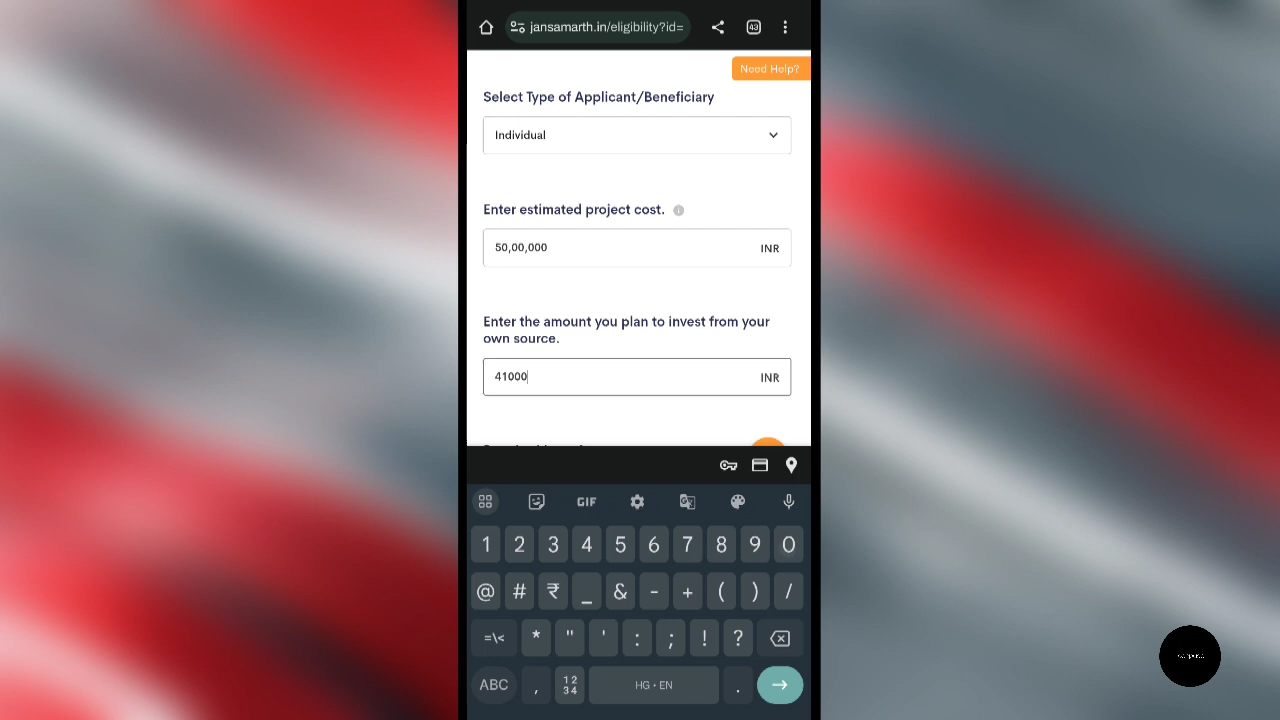 jansamarth.in/eligibility?id=
43
Need Help?
Select Type of Applicant/Beneficiary
Individual
Enter estimated project cost.
50,00,000 INR
Enter the amount you plan to invest from your
own source.
41000 INR
GIF
1 2 3 4 5 6 7 8 9 0
@ # ₹ _ & - + ( ) /
=\< * " ' : ; ! ?
ABC , 12 34 HG • EN .